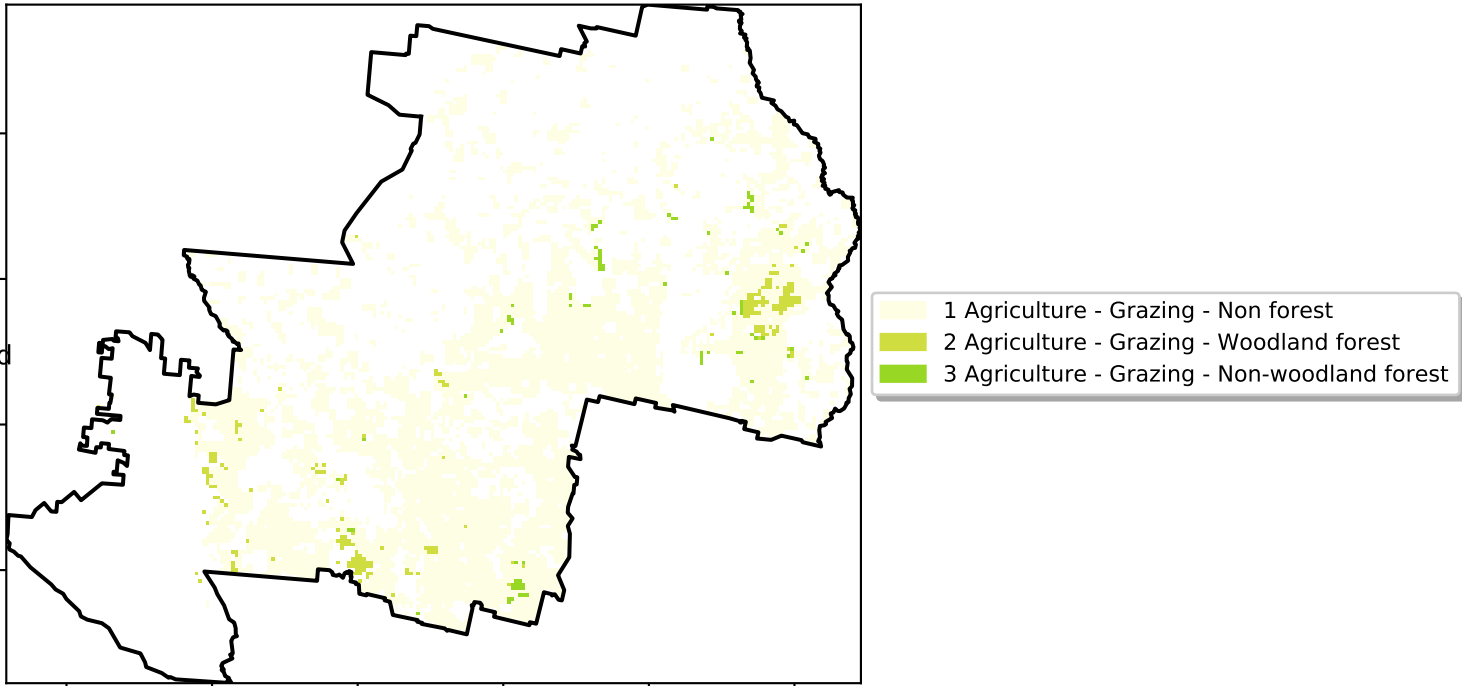 1 Agriculture - Grazing - Non forest
2 Agriculture - Grazing - Woodland forest
3 Agriculture - Grazing - Non-woodland forest